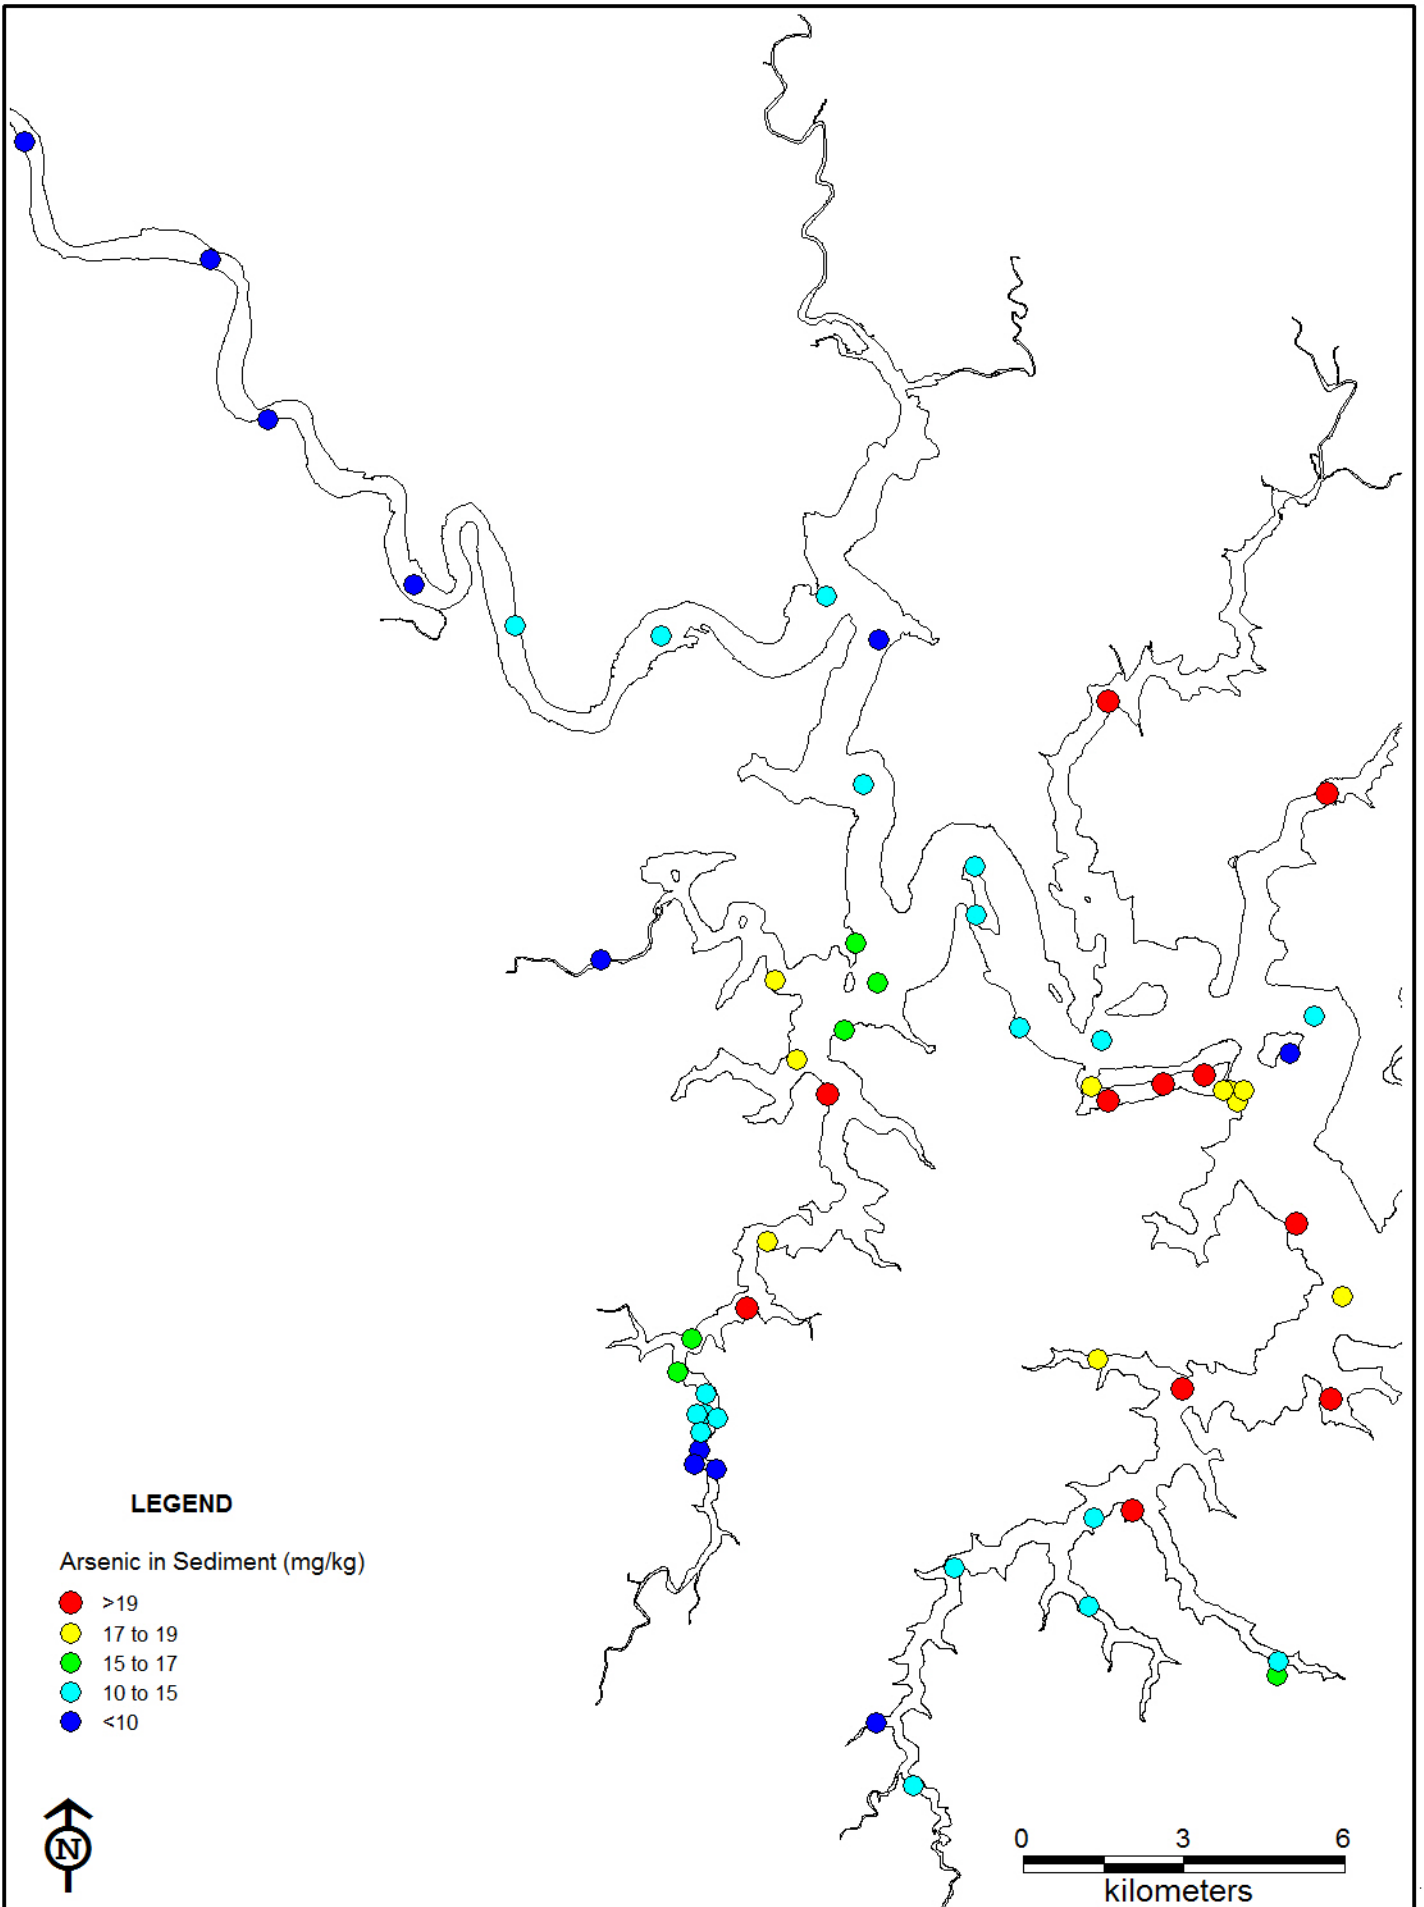 LEGEND
Arsenic in Sediment (mg/kg)
>19
17 to 19
15 to 17
10 to 15
<10
N
0 3 6
kilometers